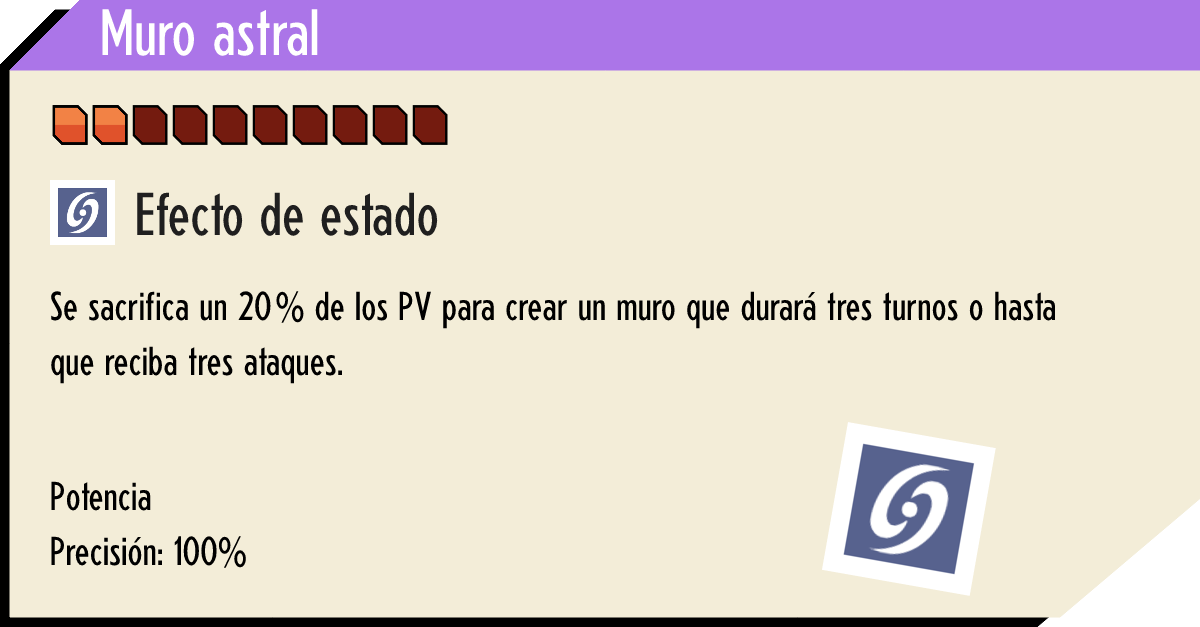 Muro astral
Efecto de estado
Se sacrifica un 20% de los PV para crear un muro que durará tres turnos o hasta
que reciba tres ataques.
Potencia
Precisión: 100%